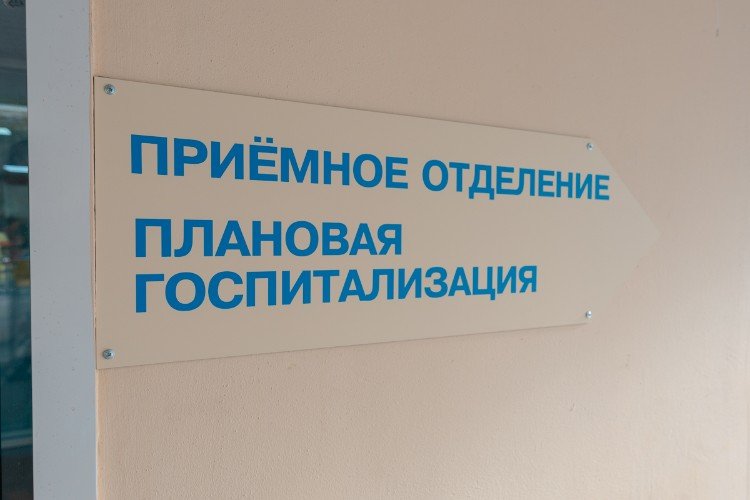 ПРИЁМНОЕ ОТДЕЛЕНИЕ
ПЛАНОВАЯ
ГОСПИТАЛИЗАЦИЯ